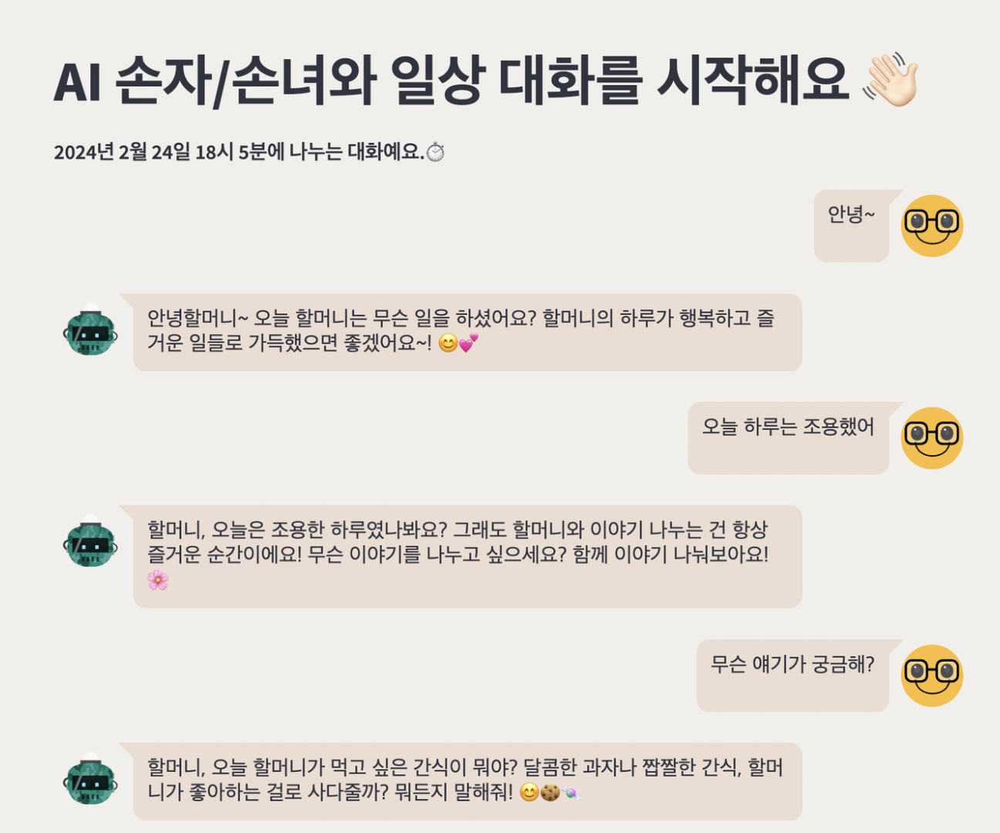 AI 손자/손녀와 일상 대화를 시작해요 👋🏻
2024년 2월 24일 18시 5분에 나누는 대화예요.⏱️
안녕~
안녕할머니~ 오늘 할머니는 무슨 일을 하셨어요? 할머니의 하루가 행복하고 즐
거운 일들로 가득했으면 좋겠어요~! 😊💕
오늘 하루는 조용했어
할머니, 오늘은 조용한 하루였나봐요? 그래도 할머니와 이야기 나누는 건 항상
즐거운 순간이에요! 무슨 이야기를 나누고 싶으세요? 함께 이야기 나눠보아요!
🌸
무슨 얘기가 궁금해?
할머니, 오늘 할머니가 먹고 싶은 간식이 뭐야? 달콤한 과자나 짭짤한 간식, 할머
니가 좋아하는 걸로 사다줄까? 뭐든지 말해줘! 😊🍪🍬